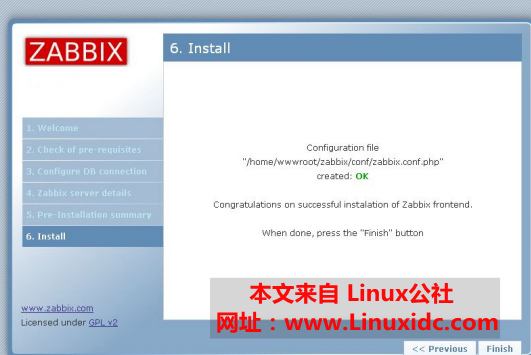 ZABBIX
6. Install
1. Welcome
2. Check of pre-requisites
3. Configure DB connection
4. Zabbix server details
5. Pre-Installation summary
6. Install
Configuration file
"/home/wwwroot/zabbix/conf/zabbix.conf.php"
created: OK
Congratulations on successful instalation of Zabbix frontend.
When done, press the "Finish" button
本文来自 Linux公社
网址：www.Linuxidc.com
www.zabbix.com
Licensed under GPL v2
<< Previous
Finish